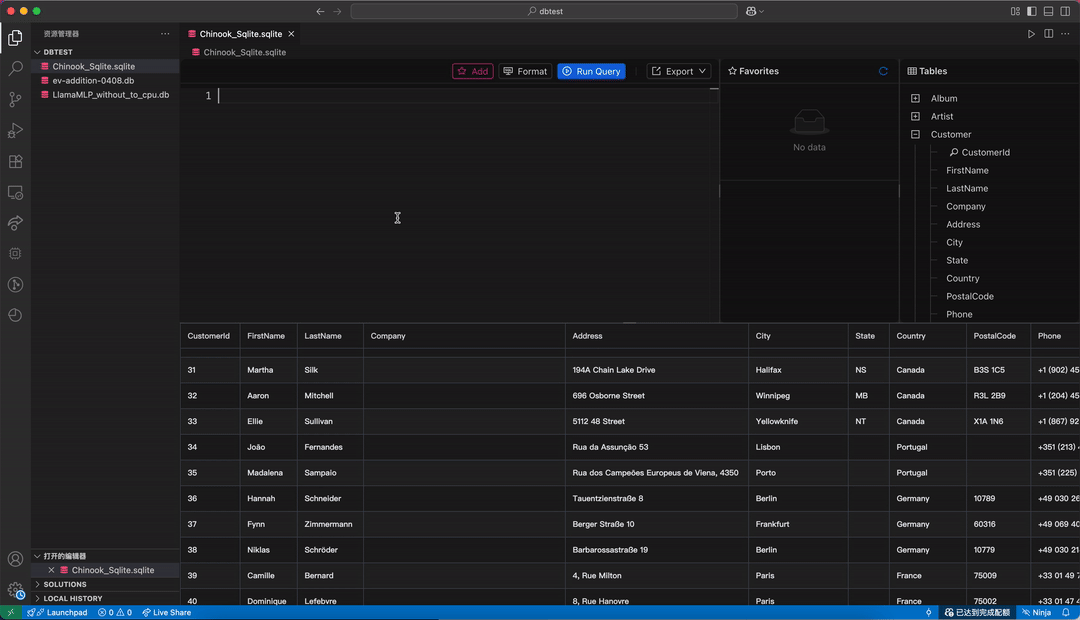 dbtest
资源管理器
DBTEST
Chinook_Sqlite.sqlite
ev-addition-0408.db
LlamaMLP_without_to_cpu.db
Chinook_Sqlite.sqlite
Chinook_Sqlite.sqlite
Add Format Run Query Export
1
Favorites
No data
Tables
Album
Artist
Customer
CustomerId
FirstName
LastName
Company
Address
City
State
Country
PostalCode
Phone
CustomerId FirstName LastName Company Address City State Country PostalCode Phone
31 Martha Silk 194A Chain Lake Drive Halifax NS Canada B3S 1C5 +1 (902) 45
32 Aaron Mitchell 696 Osborne Street Winnipeg MB Canada R3L 2B9 +1 (204) 45
33 Ellie Sullivan 5112 48 Street Yellowknife NT Canada X1A 1N6 +1 (867) 92
34 João Fernandes Rua da Assunção 53 Lisbon Portugal +351 (213)
35 Madalena Sampaio Rua dos Campeões Europeus de Viena, 4350 Porto Portugal +351 (225)
36 Hannah Schneider Tauentzienstraße 8 Berlin Germany 10789 +49 030 26
37 Fynn Zimmermann Berger Straße 10 Frankfurt Germany 60316 +49 069 40
38 Niklas Schröder Barbarossastraße 19 Berlin Germany 10779 +49 030 21
39 Camille Bernard 4, Rue Milton Paris France 75009 +33 01 49 7
40 Dominique Lefebvre 8, Rue Hanovre Paris France 75002 +33 01 47 4
打开的编辑器
Chinook_Sqlite.sqlite
SOLUTIONS
LOCAL HISTORY
Launchpad 0 0 Live Share 已达到完成配额 Ninja